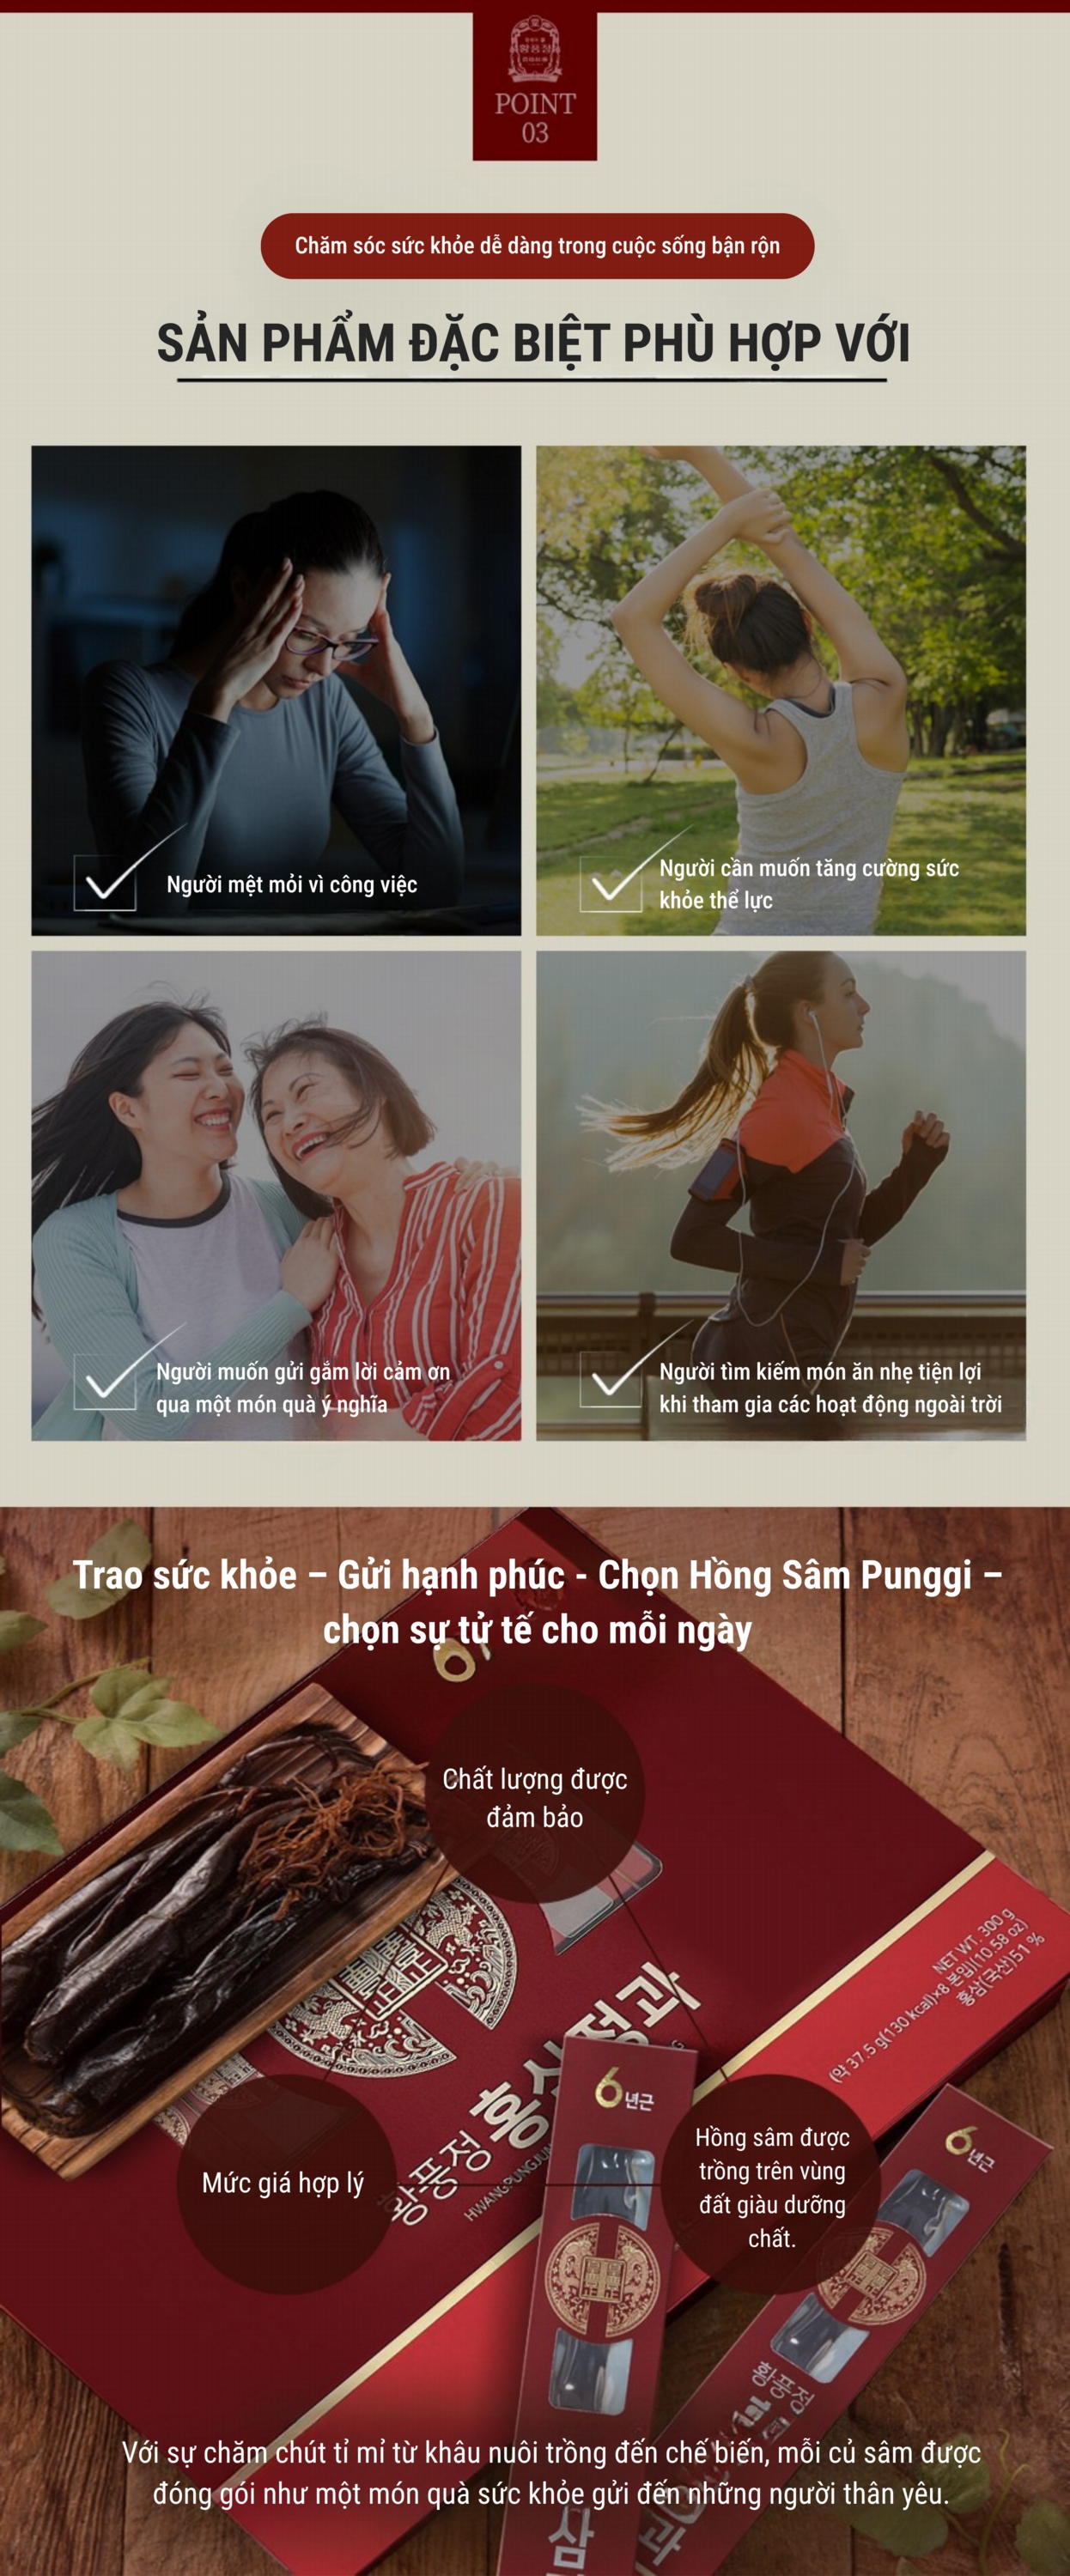 황풍정
POINT
03
Chăm sóc sức khỏe dễ dàng trong cuộc sống bận rộn
SẢN PHẨM ĐẶC BIỆT PHÙ HỢP VỚI
Người mệt mỏi vì công việc
Người cần muốn tăng cường sức
khỏe thể lực
Người muốn gửi gắm lời cảm ơn
qua một món quà ý nghĩa
Người tìm kiếm món ăn nhẹ tiện lợi
khi tham gia các hoạt động ngoài trời
Trao sức khỏe – Gửi hạnh phúc - Chọn Hồng Sâm Punggi –
chọn sự tử tế cho mỗi ngày
6
Chất lượng được
đảm bảo
NET WT. 300 g
(약 37.5 g(130 kcal)×8 본입)(10.58 oz)
홍삼(국산)51 %
황풍정 홍삼정과
HWANGPUNGJUN
6년근
6년근
Mức giá hợp lý
Hồng sâm được
trồng trên vùng
đất giàu dưỡng
chất.
황풍정
Với sự chăm chút tỉ mỉ từ khâu nuôi trồng đến chế biến, mỗi củ sâm được
đóng gói như một món quà sức khỏe gửi đến những người thân yêu.
삼
과